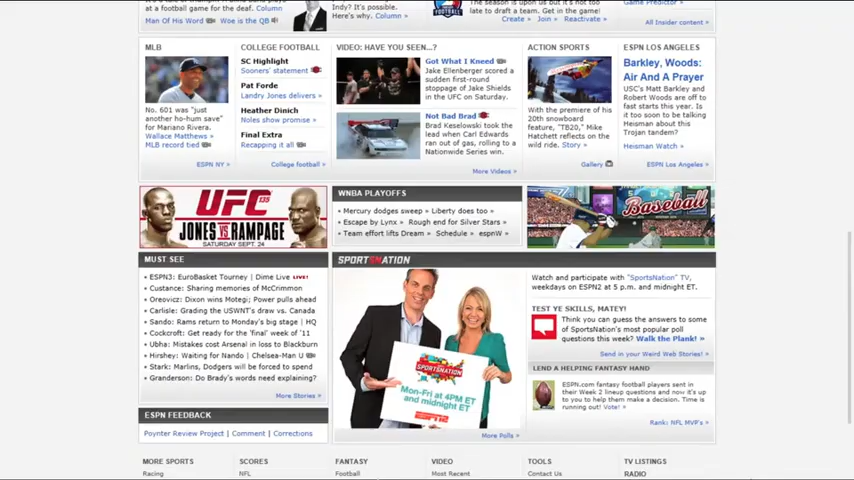 at a football game for the deaf. Column
Man Of His Word
Woe is the QB
Indy? It's possible.
Here's why. Column »
FOOTBALL
season is upon us but it's not
too late to draft a team. Get in the game!
Create » Join » Reactivate »
Game Predictor »
All Insider content »
MLB
No. 601 was "just
another ho-hum save"
for Mariano Rivera.
Wallace Matthews »
MLB record tied
ESPN NY »
COLLEGE FOOTBALL
SC Highlight
Sooners' statement
Pat Forde
Landry Jones delivers »
Heather Dinich
Noles show promise »
Final Extra
Recapping it all
College football »
VIDEO: HAVE YOU SEEN...?
Got What I Kneed
Jake Ellenberger scored a
sudden first-round
stoppage of Jake Shields
in the UFC on Saturday.
Not Bad Brad
Brad Keselowski took the
lead when Carl Edwards
ran out of gas, rolling to a
Nationwide Series win.
More Videos »
ACTION SPORTS
With the premiere of his
20th snowboard
feature, "TB20," Mike
Hatchett reflects on the
wild ride. Story »
Gallery
ESPN LOS ANGELES
Barkley, Woods:
Air And A Prayer
USC's Matt Barkley and
Robert Woods are off to
fast starts this year. Is
it too soon to be talking
Heisman about this
Trojan tandem?
Heisman Watch »
ESPN Los Angeles »
UFC 135
JONES VS RAMPAGE
SATURDAY SEPT. 24
WNBA PLAYOFFS
• Mercury dodges sweep » Liberty does too »
• Escape by Lynx » Rough end for Silver Stars »
• Team effort lifts Dream » Schedule » espnW »
Baseball
MUST SEE
• ESPN3: EuroBasket Tourney | Dime Live LIVE!
• Custance: Sharing memories of McCrimmon
• Oreovicz: Dixon wins Motegi; Power pulls ahead
• Carlisle: Grading the USWNT's draw vs. Canada
• Sando: Rams return to Monday's big stage | HQ
• Cockcroft: Get ready for the 'final' week of '11
• Ubha: Mistakes cost Arsenal in loss to Blackburn
• Hirshey: Waiting for Nando | Chelsea-Man U
• Stark: Marlins, Dodgers will be forced to spend
• Granderson: Do Brady's words need explaining?
More Stories »
ESPN FEEDBACK
Poynter Review Project | Comment | Corrections
SPORTSNATION
SPORTSNATION
Mon-Fri at 4PM ET
and midnight ET
More Polls »
Watch and participate with "SportsNation" TV,
weekdays on ESPN2 at 5 p.m. and midnight ET.
TEST YE SKILLS, MATEY!
Think you can guess the answers to some
of SportsNation's most popular poll
questions this week? Walk the Plank! »
Send in your Weird Web Stories! »
LEND A HELPING FANTASY HAND
ESPN.com fantasy football players sent in
their Week 2 lineup questions and now it's up
to you to help them make a decision. Time is
running out! Vote! »
Rank: NFL MVPs »
MORE SPORTS
Racing
SCORES
NFL
FANTASY
Football
VIDEO
Most Recent
TOOLS
Contact Us
TV LISTINGS
RADIO